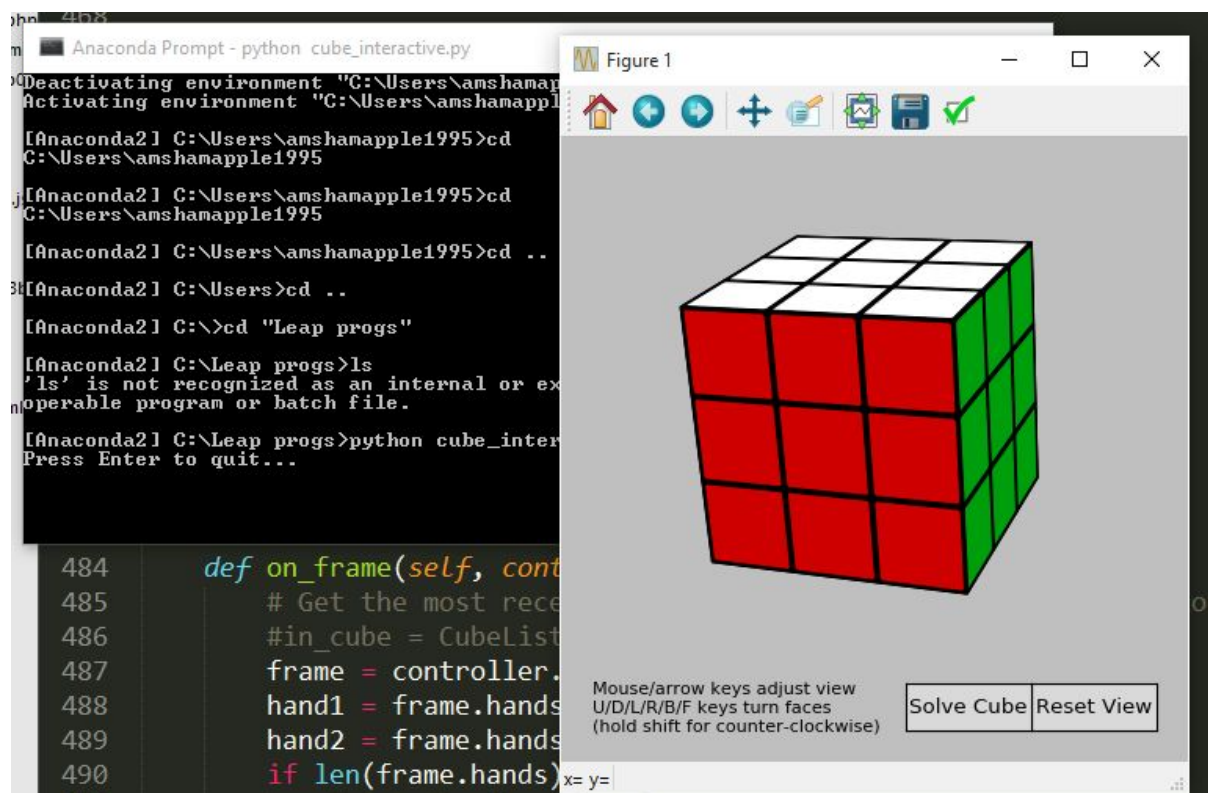 468
Anaconda Prompt - python cube_interactive.py
Deactivating environment "C:\Users\amshamap
Activating environment "C:\Users\amshamappl
[Anaconda2] C:\Users\amshamapple1995>cd
C:\Users\amshamapple1995
[Anaconda2] C:\Users\amshamapple1995>cd
C:\Users\amshamapple1995
[Anaconda2] C:\Users\amshamapple1995>cd ..
[Anaconda2] C:\Users>cd ..
[Anaconda2] C:\>cd "Leap progs"
[Anaconda2] C:\Leap progs>ls
'ls' is not recognized as an internal or ex
operable program or batch file.
[Anaconda2] C:\Leap progs>python cube_inter
Press Enter to quit...
484 def on_frame(self, cont
485 # Get the most rece
486 #in_cube = CubeList
487 frame = controller.
488 hand1 = frame.hands
489 hand2 = frame.hands
490 if len(frame.hands)
Figure 1
Mouse/arrow keys adjust view
U/D/L/R/B/F keys turn faces
(hold shift for counter-clockwise)
Solve Cube
Reset View
x= y=